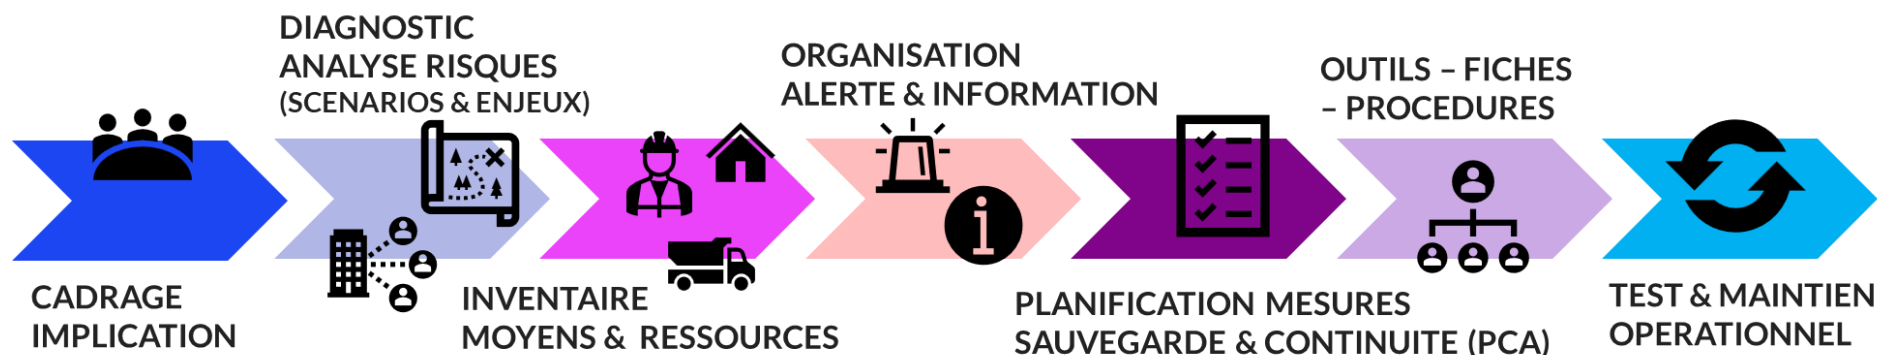 CADRAGE
IMPLICATION
DIAGNOSTIC
ANALYSE RISQUES
(SCENARIOS & ENJEUX)
INVENTAIRE
MOYENS & RESSOURCES
ORGANISATION
ALERTE & INFORMATION
PLANIFICATION MESURES
SAUVEGARDE & CONTINUITE (PCA)
OUTILS – FICHES
– PROCEDURES
TEST & MAINTIEN
OPERATIONNEL